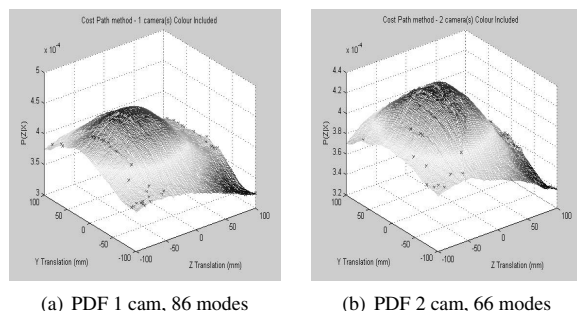 Cost Path method - 1 camera(s) Colour Included
x 10⁻⁴
5
4.5
4
3.5
3
P(Z|X)
100
50
0
-50
-100
Y Translation (mm)
-100
-50
0
50
100
Z Translation (mm)
(a) PDF 1 cam, 86 modes
Cost Path method - 2 camera(s) Colour Included
x 10⁻⁴
4.4
4.2
4
3.8
3.6
3.4
3.2
P(Z|X)
100
50
0
-50
-100
Y Translation (mm)
-100
-50
0
50
100
Z Translation (mm)
(b) PDF 2 cam, 66 modes